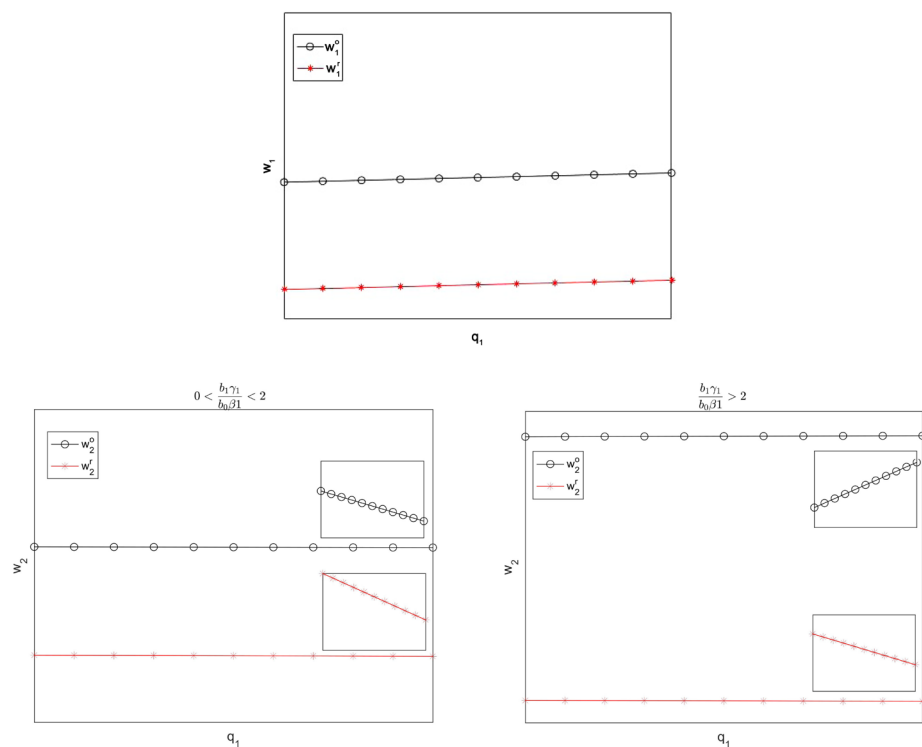 w₁ᵒ
w₁ʳ
w₁
q₁
0 < b₁γ₁ / b₀β1 < 2
w₂ᵒ
w₂ʳ
w₂
q₁
b₁γ₁ / b₀β1 > 2
w₂ᵒ
w₂ʳ
w₂
q₁